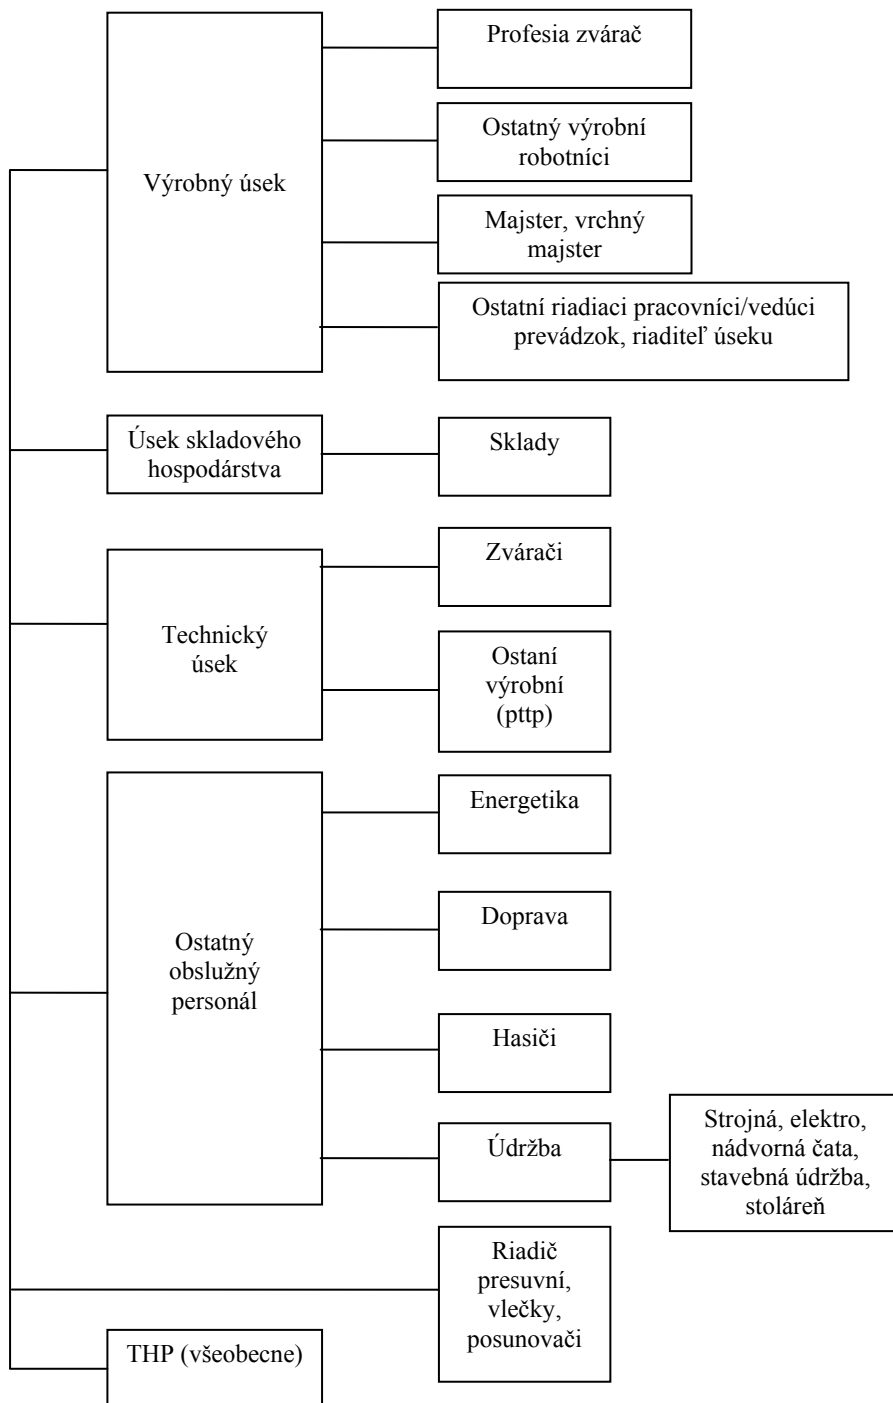 Výrobný úsek
Profesia zvárač
Ostatný výrobní
robotníci
Majster, vrchný
majster
Ostatní riadiaci pracovníci/vedúci
prevádzok, riaditeľ úseku
Úsek skladového
hospodárstva
Sklady
Technický
úsek
Zvárači
Ostaní
výrobní
(pttp)
Ostatný
obslužný
personál
Energetika
Doprava
Hasiči
Údržba
Strojná, elektro,
nádvorná čata,
stavebná údržba,
stoláreň
Riadič
presuvní,
vlečky,
posunovači
THP (všeobecne)